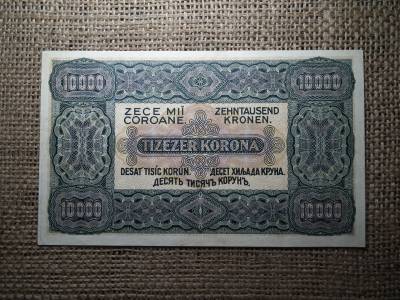 10000 10000
ZECE MII ZEHNTAUSEND
COROANE. KRONEN.
TIZEZER KORONA
DESAT TISÍC KORUN. ДЕСЕТ ХИЉАДА КРУНА.
ДЕСЯТЬ ТИСЯЧЪ КОРУНЪ.
10000 10000